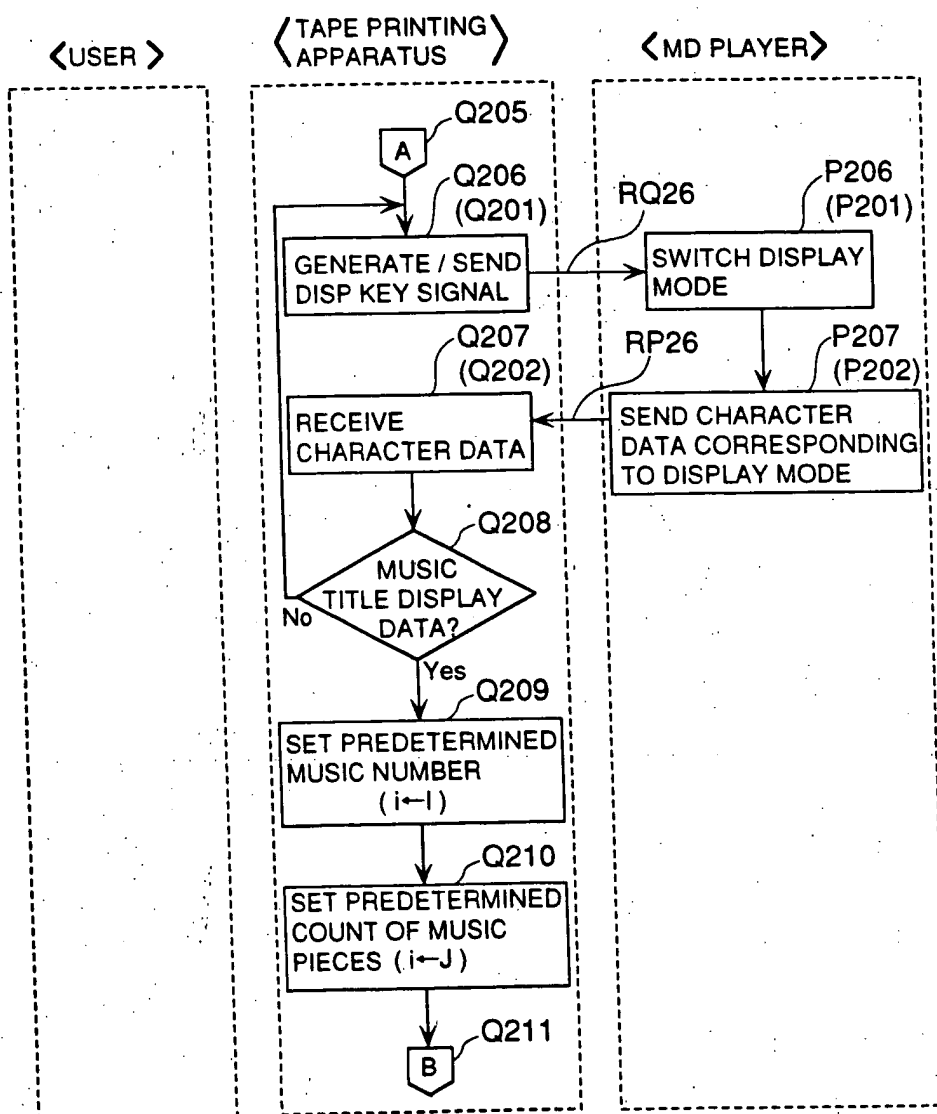 <USER>
<TAPE PRINTING
APPARATUS>
<MD PLAYER>
Q205
A
Q206
(Q201)
RQ26
P206
(P201)
GENERATE / SEND
DISP KEY SIGNAL
SWITCH DISPLAY
MODE
Q207
(Q202)
RP26
P207
(P202)
RECEIVE
CHARACTER DATA
SEND CHARACTER
DATA CORRESPONDING
TO DISPLAY MODE
Q208
MUSIC
TITLE DISPLAY
DATA?
No
Yes
Q209
SET PREDETERMINED
MUSIC NUMBER
(i←I)
Q210
SET PREDETERMINED
COUNT OF MUSIC
PIECES (i←J)
Q211
B